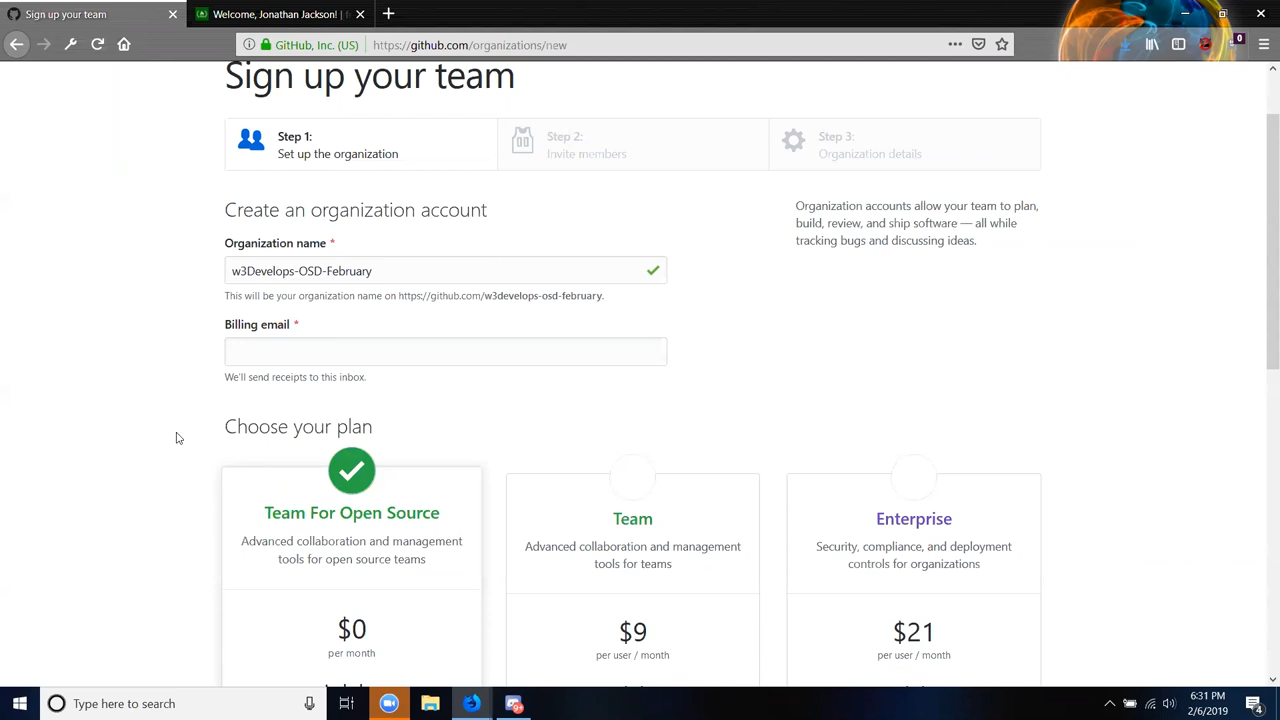 Sign up your team
Welcome, Jonathan Jackson! |
GitHub, Inc. (US)
https://github.com/organizations/new
0
Sign up your team
Step 1:
Set up the organization
Step 2:
Invite members
Step 3:
Organization details
Create an organization account
Organization name *
w3Develops-OSD-February
This will be your organization name on https://github.com/w3develops-osd-february.
Billing email *
We'll send receipts to this inbox.
Organization accounts allow your team to plan,
build, review, and ship software — all while
tracking bugs and discussing ideas.
Choose your plan
Team For Open Source
Advanced collaboration and management
tools for open source teams
$0
per month
Team
Advanced collaboration and management
tools for teams
$9
per user / month
Enterprise
Security, compliance, and deployment
controls for organizations
$21
per user / month
Type here to search
6:31 PM
2/6/2019
4